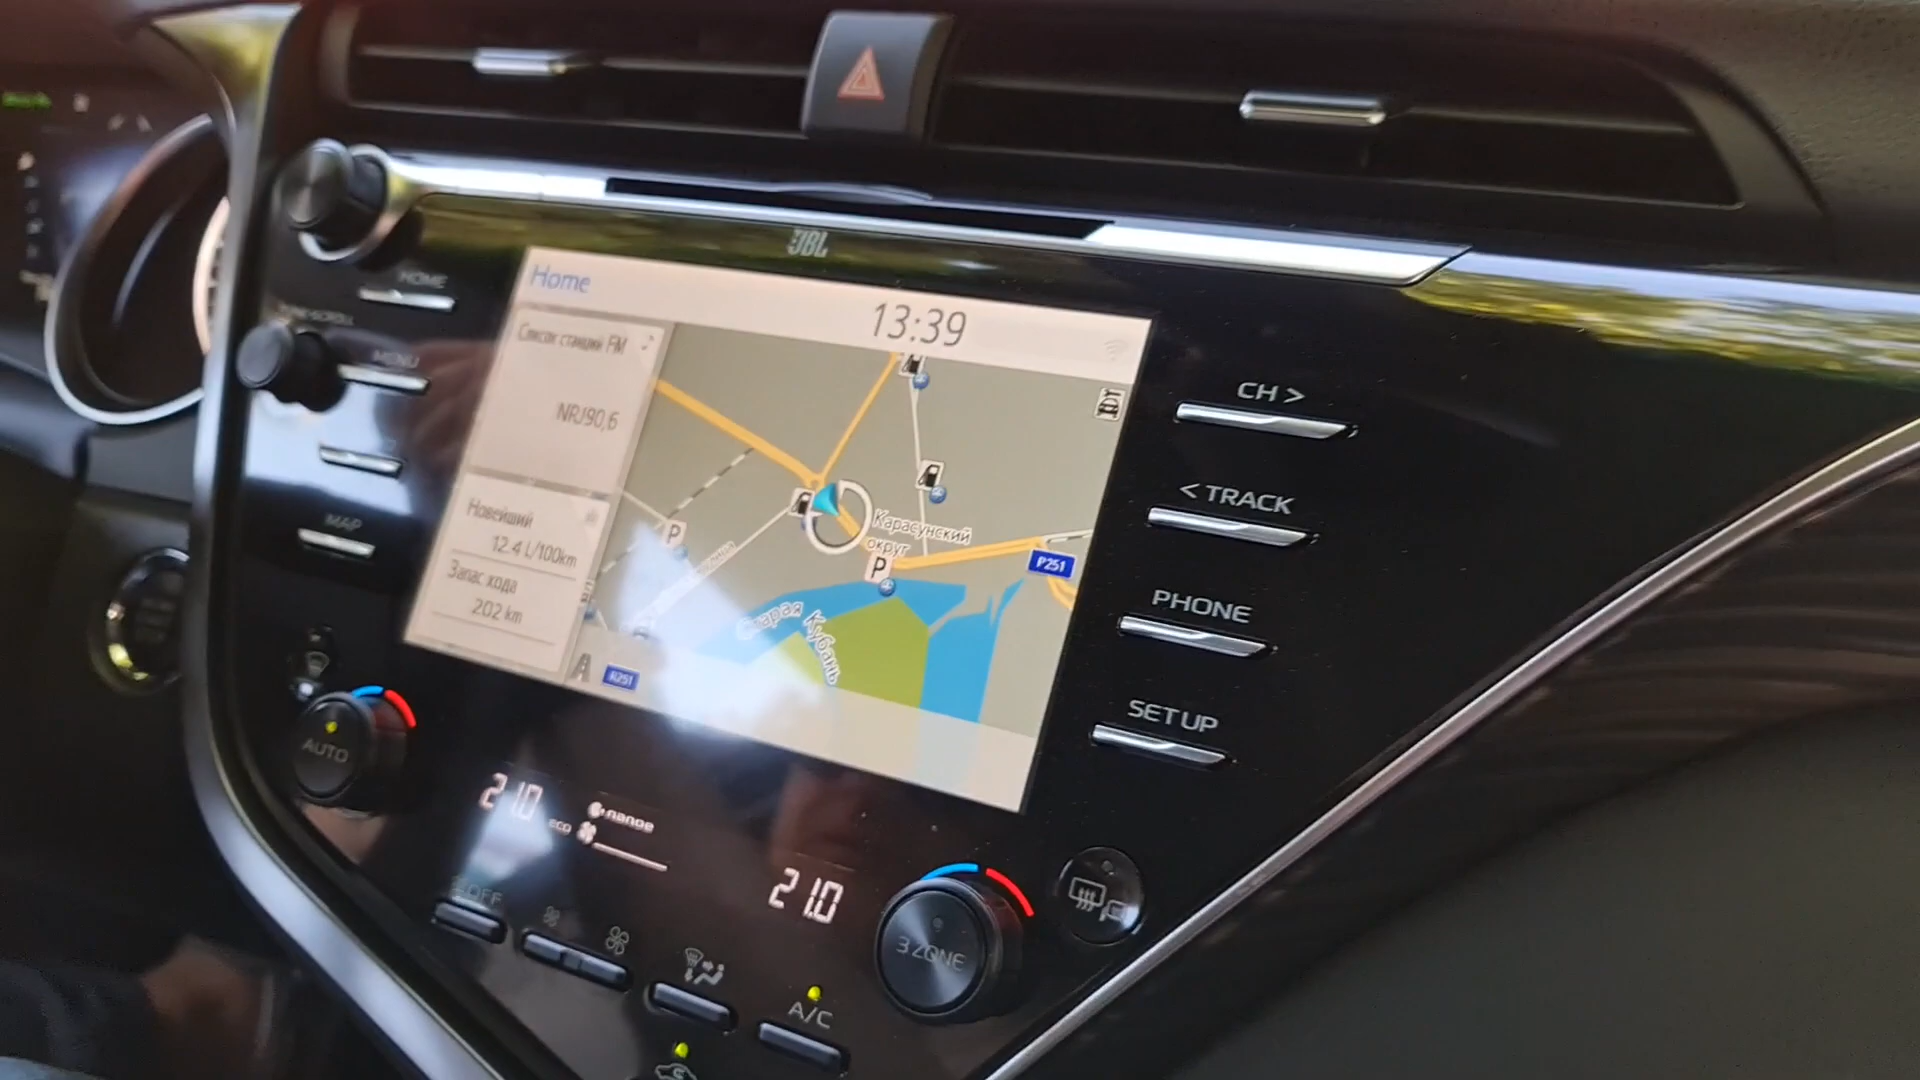 JBL
HOME
Home
13:39
Список станций FM
NRJ90,6
MENU
CH >
< TRACK
Карасунский
округ
P
P
P251
Новейший
12.4 L/100km
Запас хода
202 km
MAP
Старая Кубань
PHONE
SETUP
AUTO
21.0
ECO
nanoe
21.0
OFF
3 ZONE
A/C